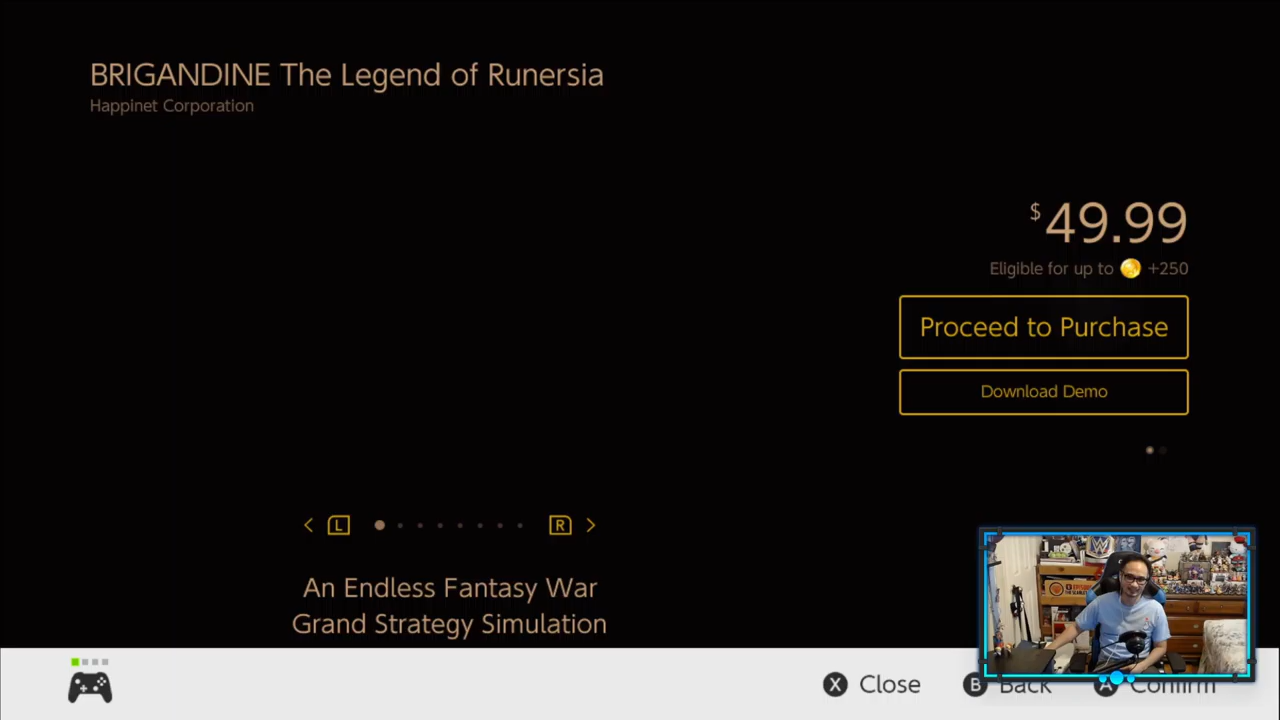 BRIGANDINE The Legend of Runersia
Happinet Corporation
$49.99
Eligible for up to +250
Proceed to Purchase
Download Demo
L
R
An Endless Fantasy War
Grand Strategy Simulation
X Close
B Back
A Confirm